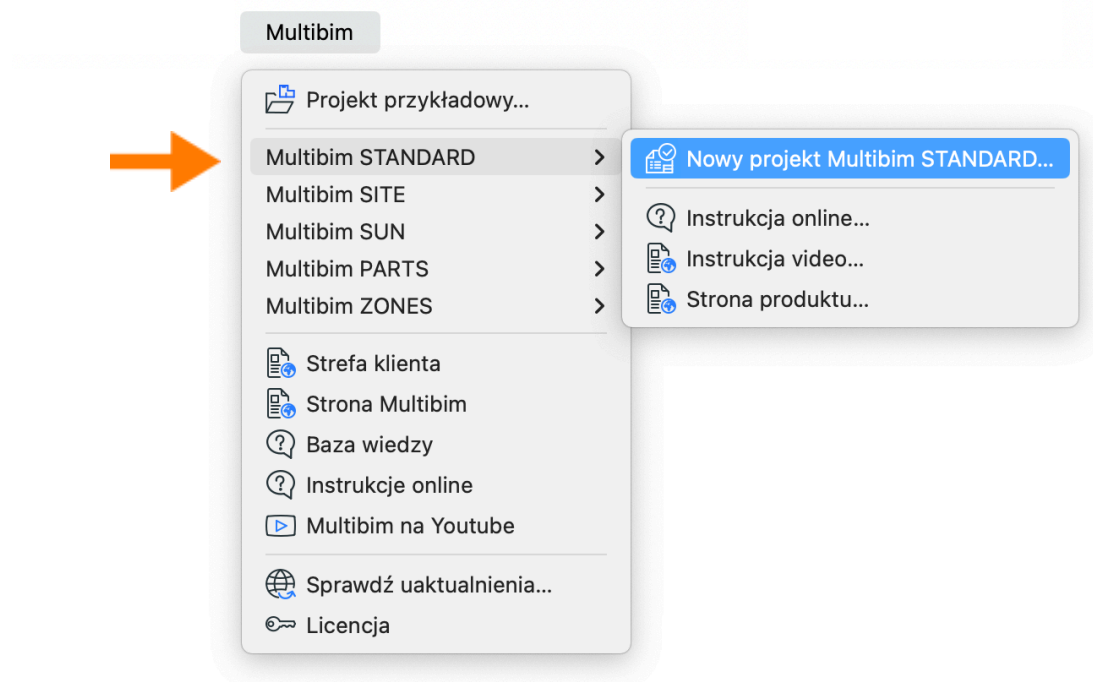 Multibim
Projekt przykładowy...
Multibim STANDARD
Multibim SITE
Multibim SUN
Multibim PARTS
Multibim ZONES
Strefa klienta
Strona Multibim
Baza wiedzy
Instrukcje online
Multibim na Youtube
Sprawdź uaktualnienia...
Licencja
Nowy projekt Multibim STANDARD...
Instrukcja online...
Instrukcja video...
Strona produktu...